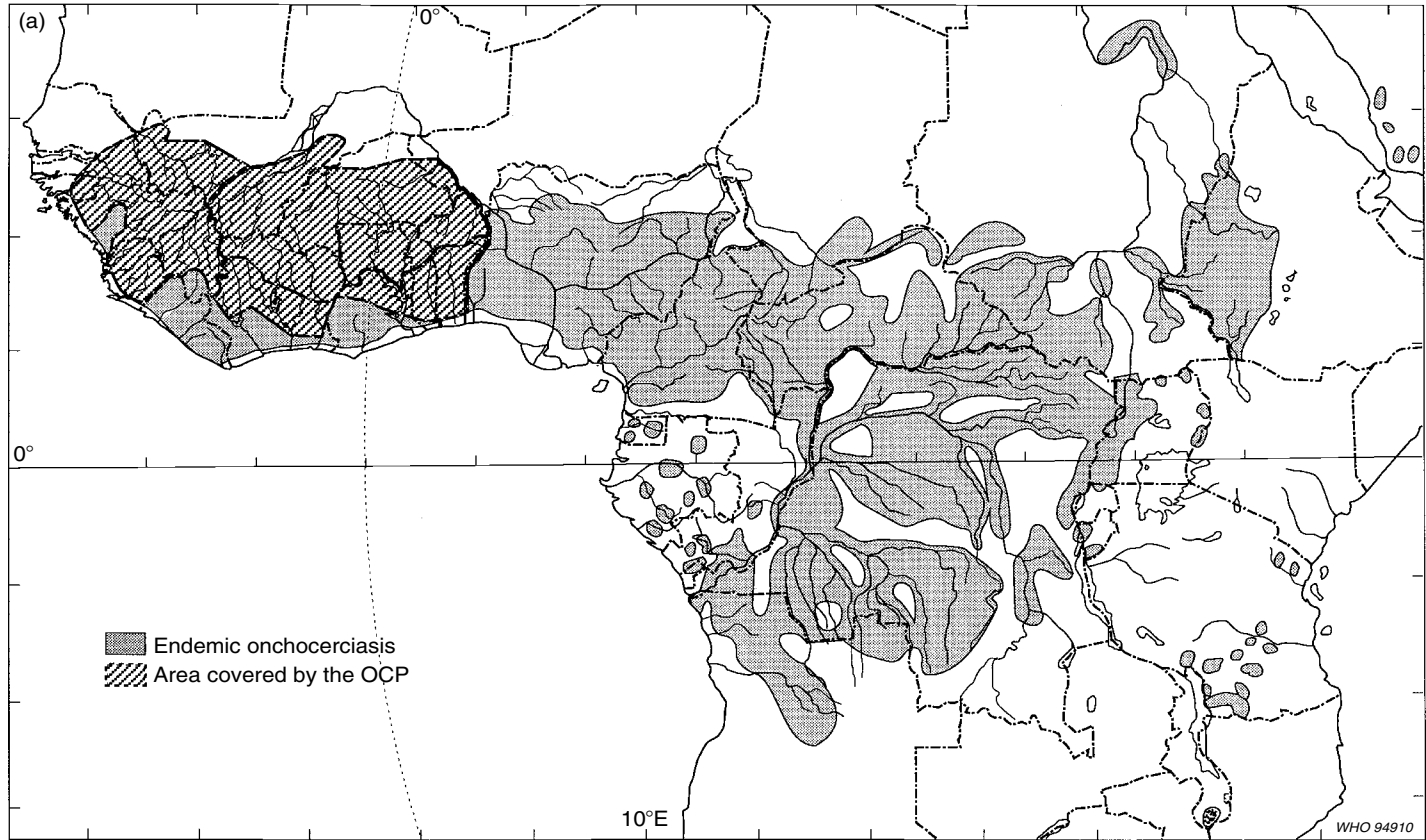 (a)
0°
0°
Endemic onchocerciasis
Area covered by the OCP
10°E
WHO 94910